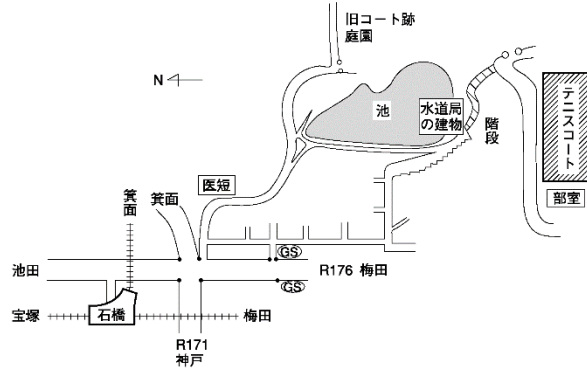 旧コート跡
庭園
N
池
水道局
の建物
階段
テニスコート
部室
医短
箕面
箕面
GS
池田
R176 梅田
GS
石橋
宝塚
梅田
R171
神戸